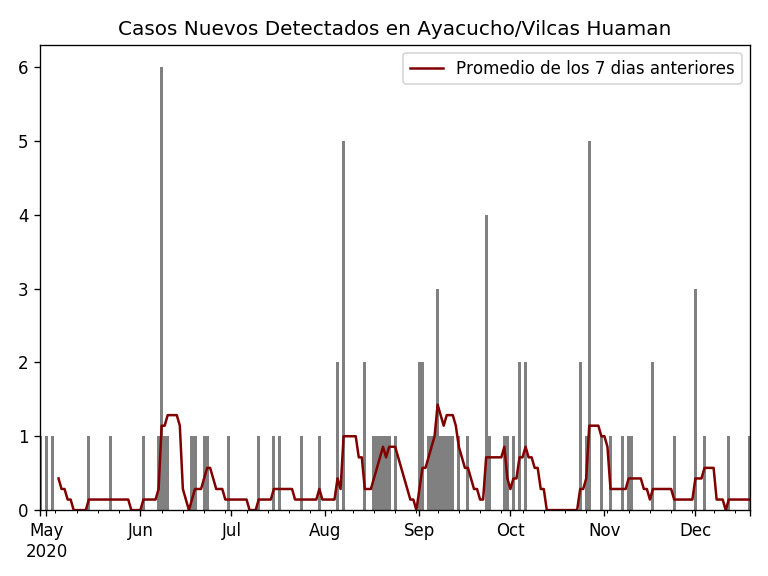 Casos Nuevos Detectados en Ayacucho/Vilcas Huaman
Promedio de los 7 dias anteriores
6
5
4
3
2
1
0
May Jun Jul Aug Sep Oct Nov Dec
2020